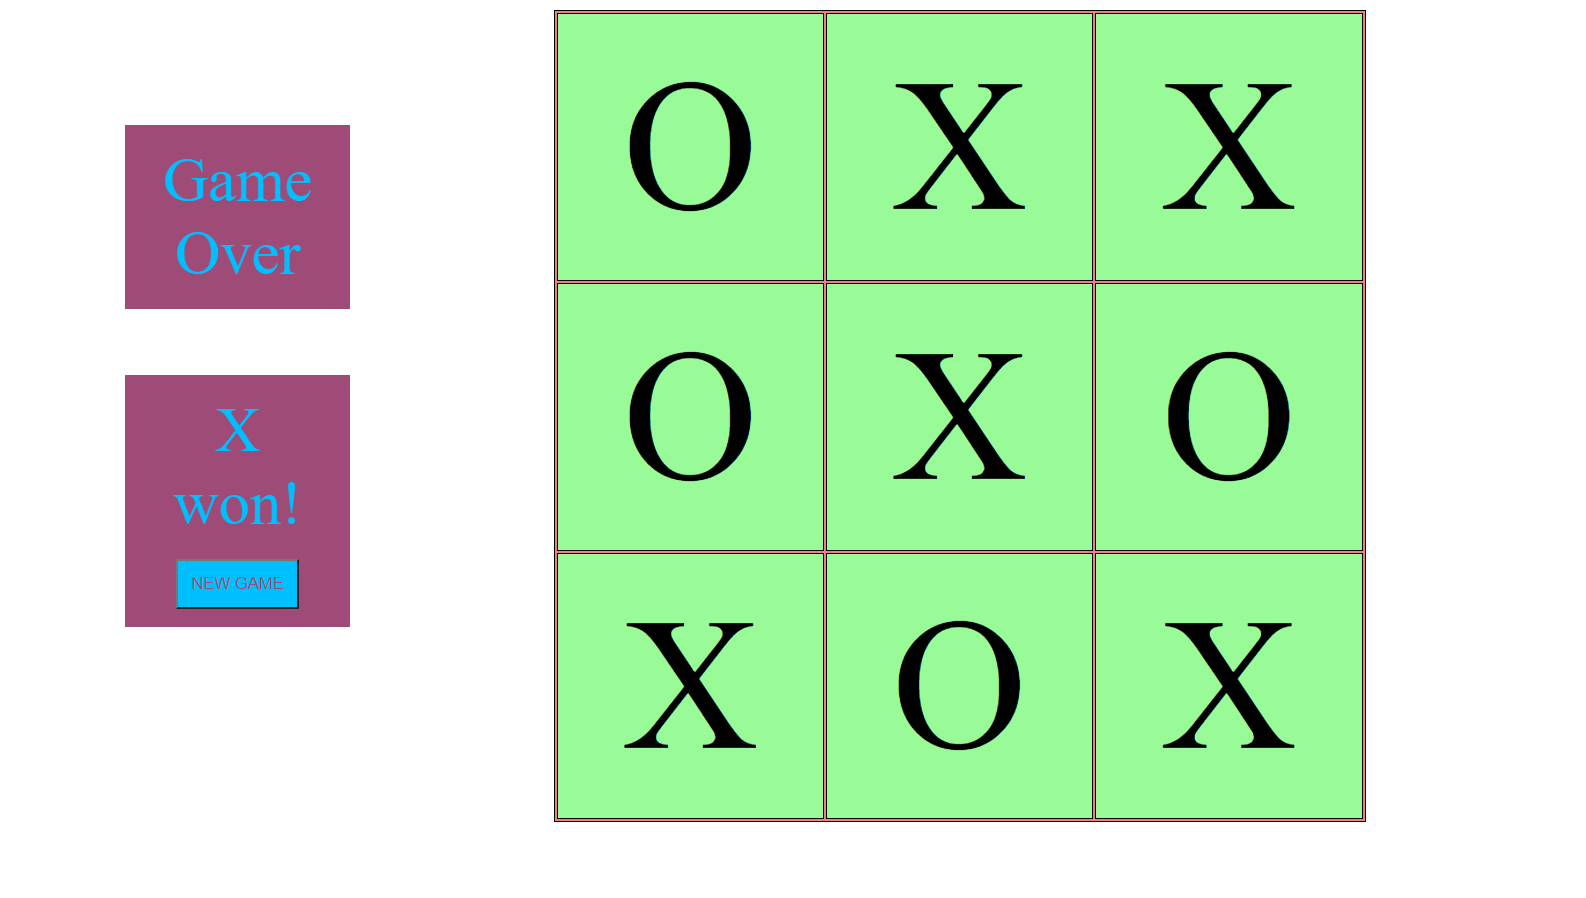 Game
Over
X
won!
NEW GAME
O X X
O X O
X O X